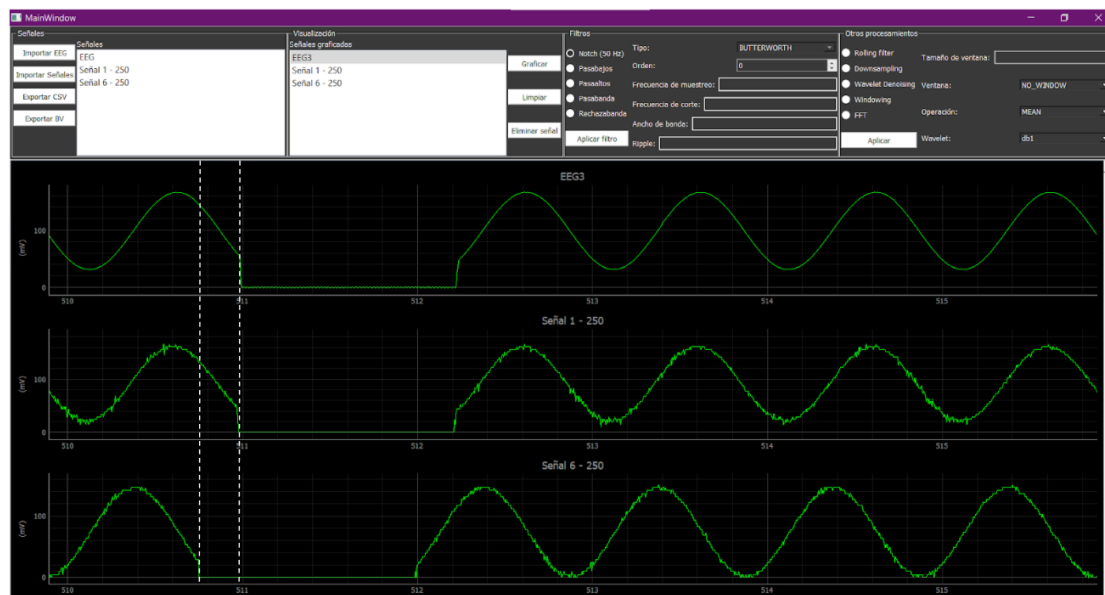 MainWindow
Señales
Importar EEG
Importar Señales
Exportar CSV
Exportar BV
Señales
EEG
Señal 1 - 250
Señal 6 - 250
Visualización
Señales graficadas
EEG3
Señal 1 - 250
Señal 6 - 250
Graficar
Limpiar
Eliminar señal
Filtros
Notch (50 Hz)
Pasabajos
Pasaaltos
Pasabanda
Rechazabanda
Aplicar filtro
Tipo: BUTTERWORTH
Orden: 0
Frecuencia de muestreo:
Frecuencia de corte:
Ancho de banda:
Ripple:
Otros procesamientos
Rolling filter
Downsampling
Wavelet Denoising
Windowing
FFT
Aplicar
Tamaño de ventana:
Ventana: NO_WINDOW
Operación: MEAN
Wavelet: db1
EEG3
(mV)
100
0
510 511 512 513 514 515
Señal 1 - 250
(mV)
100
0
510 511 512 513 514 515
Señal 6 - 250
(mV)
100
0
510 511 512 513 514 515